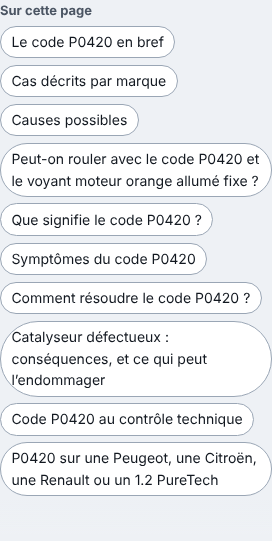 Sur cette page
Le code P0420 en bref
Cas décrits par marque
Causes possibles
Peut-on rouler avec le code P0420 et
le voyant moteur orange allumé fixe ?
Que signifie le code P0420 ?
Symptômes du code P0420
Comment résoudre le code P0420 ?
Catalyseur défectueux :
conséquences, et ce qui peut
l’endommager
Code P0420 au contrôle technique
P0420 sur une Peugeot, une Citroën,
une Renault ou un 1.2 PureTech